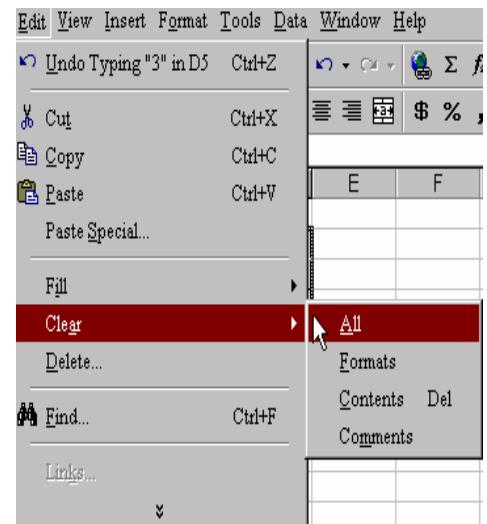 Edit View Insert Format Tools Data Window Help
Undo Typing "3" in D5 Ctrl+Z
Cut Ctrl+X
Copy Ctrl+C
Paste Ctrl+V
Paste Special...
Fill
Clear
Delete...
Find... Ctrl+F
Links...
Σ
$ % ,
E F
All
Formats
Contents Del
Comments